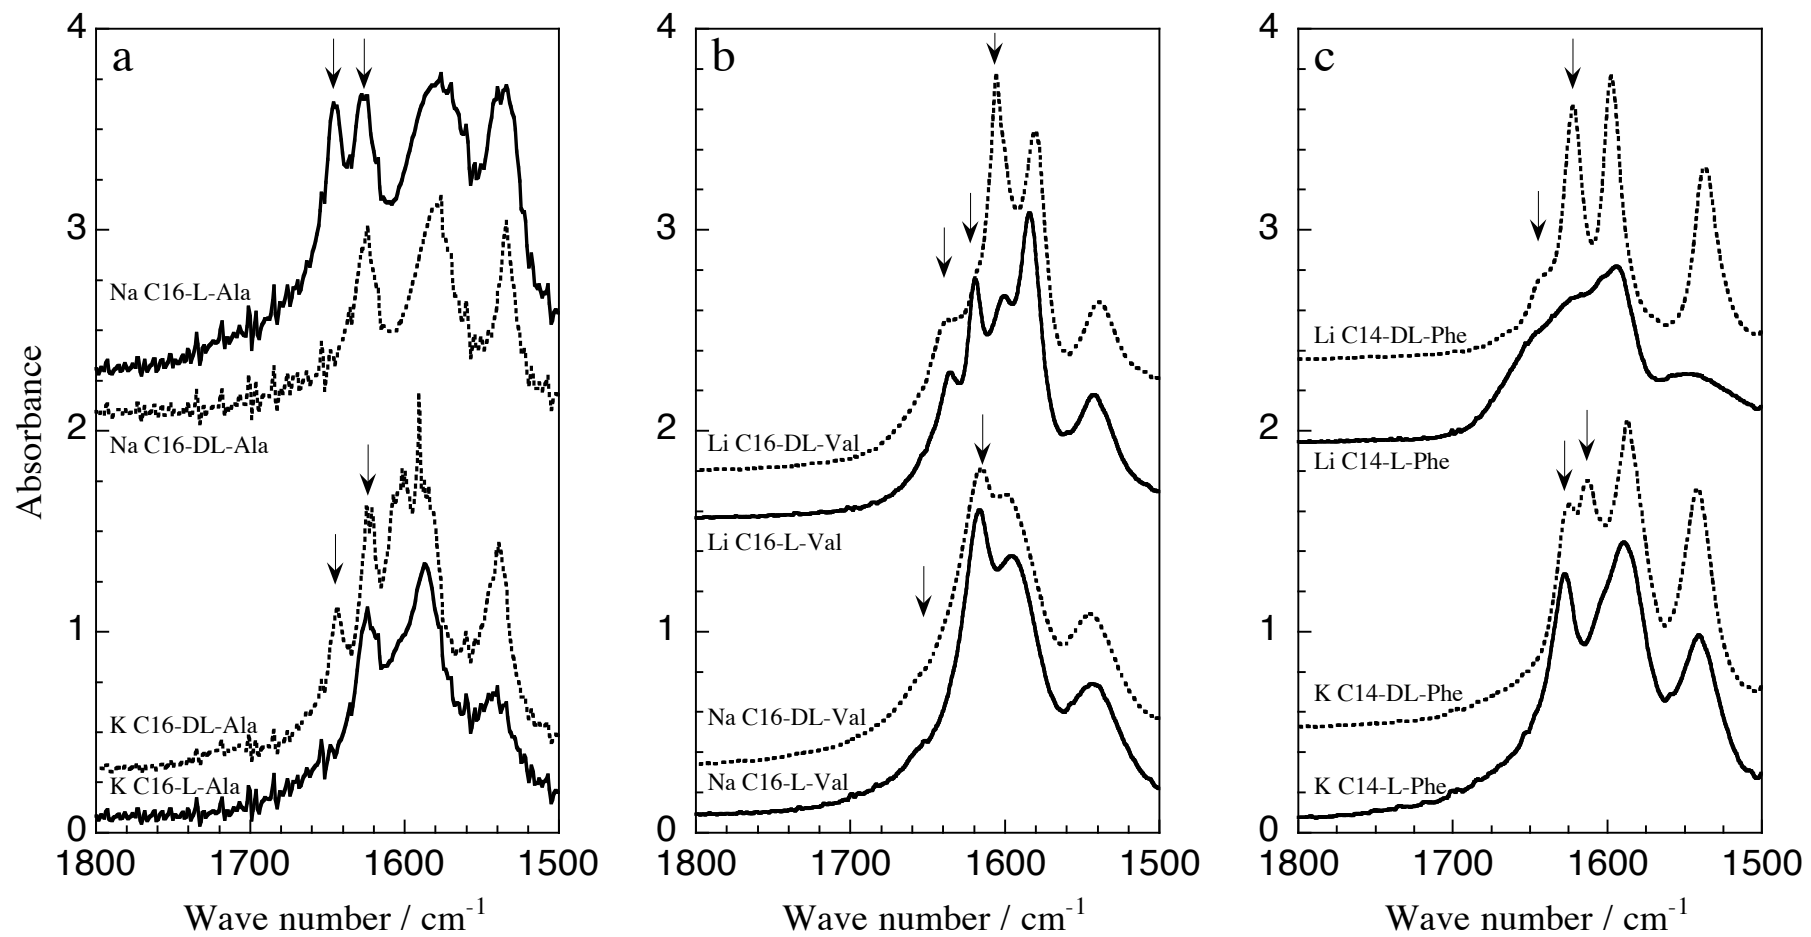 a
b
c
Absorbance
4
3
2
1
0
1800 1700 1600 1500
Wave number / cm-1
Na C16-L-Ala
Na C16-DL-Ala
K C16-DL-Ala
K C16-L-Ala
4
3
2
1
0
1800 1700 1600 1500
Wave number / cm-1
Li C16-DL-Val
Li C16-L-Val
Na C16-DL-Val
Na C16-L-Val
4
3
2
1
0
1800 1700 1600 1500
Wave number / cm-1
Li C14-DL-Phe
Li C14-L-Phe
K C14-DL-Phe
K C14-L-Phe